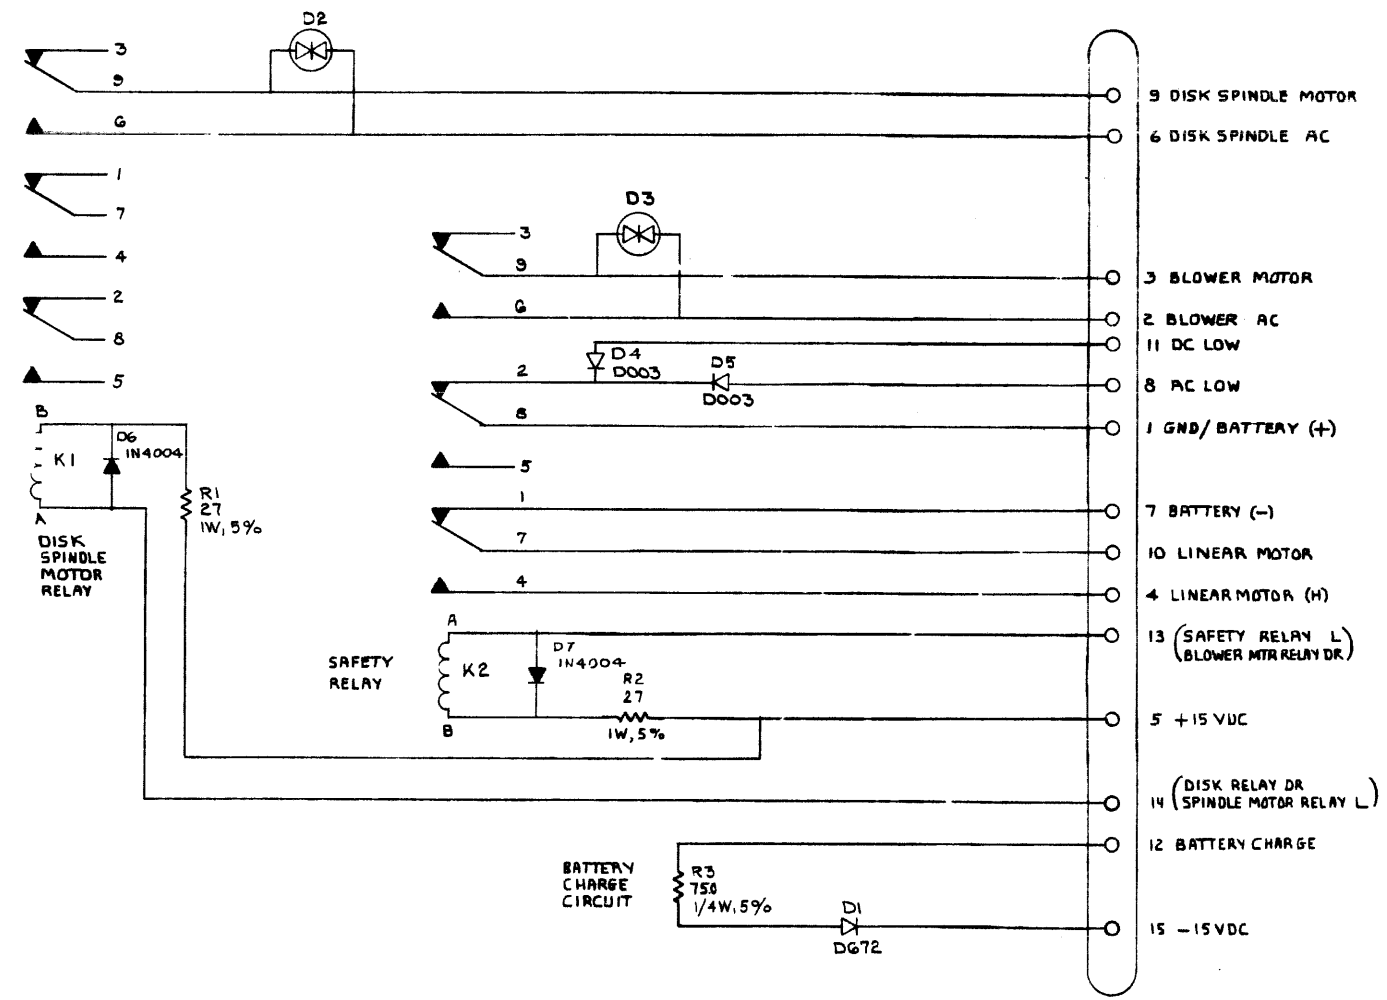 D2
3
9
6
1
7
4
2
8
5
B
K1
D6
1N4004
R1
27
1W, 5%
A
DISK
SPINDLE
MOTOR
RELAY
D3
3
9
6
D4
D003
D5
D003
2
8
5
1
7
4
A
K2
D7
1N4004
R2
27
1W, 5%
B
SAFETY
RELAY
BATTERY
CHARGE
CIRCUIT
R3
750
1/4W, 5%
D1
D672
9 DISK SPINDLE MOTOR
6 DISK SPINDLE AC
3 BLOWER MOTOR
2 BLOWER AC
11 DC LOW
8 AC LOW
1 GND/BATTERY (+)
7 BATTERY (-)
10 LINEAR MOTOR
4 LINEAR MOTOR (H)
13 (SAFETY RELAY L
BLOWER MTR RELAY DR)
5 +15 VDC
14 (DISK RELAY DR
SPINDLE MOTOR RELAY L)
12 BATTERY CHARGE
15 -15 VDC